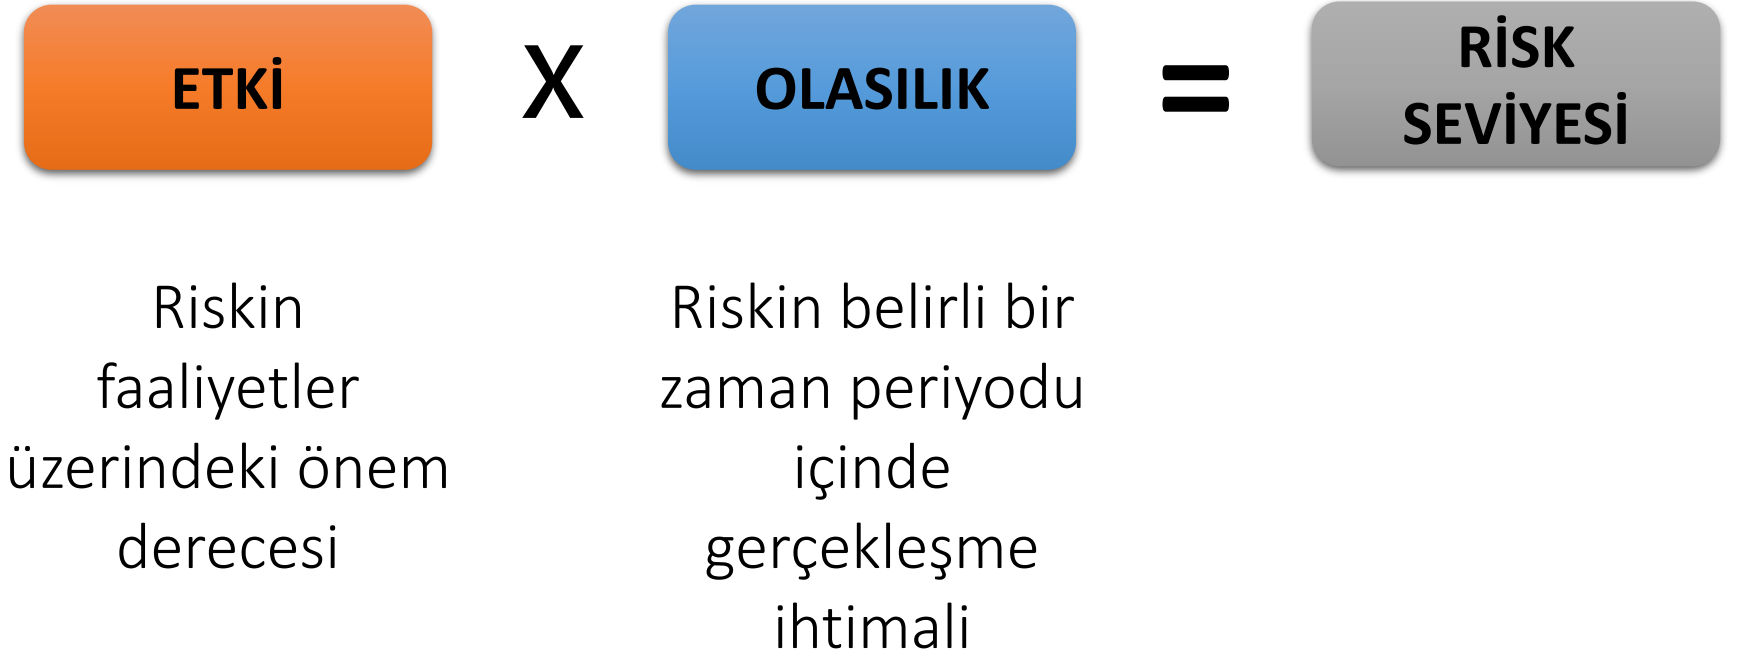 ETKİ
X
OLASILIK
=
RİSK
SEVİYESİ
Riskin
faaliyetler
üzerindeki önem
derecesi
Riskin belirli bir
zaman periyodu
içinde
gerçekleşme
ihtimali